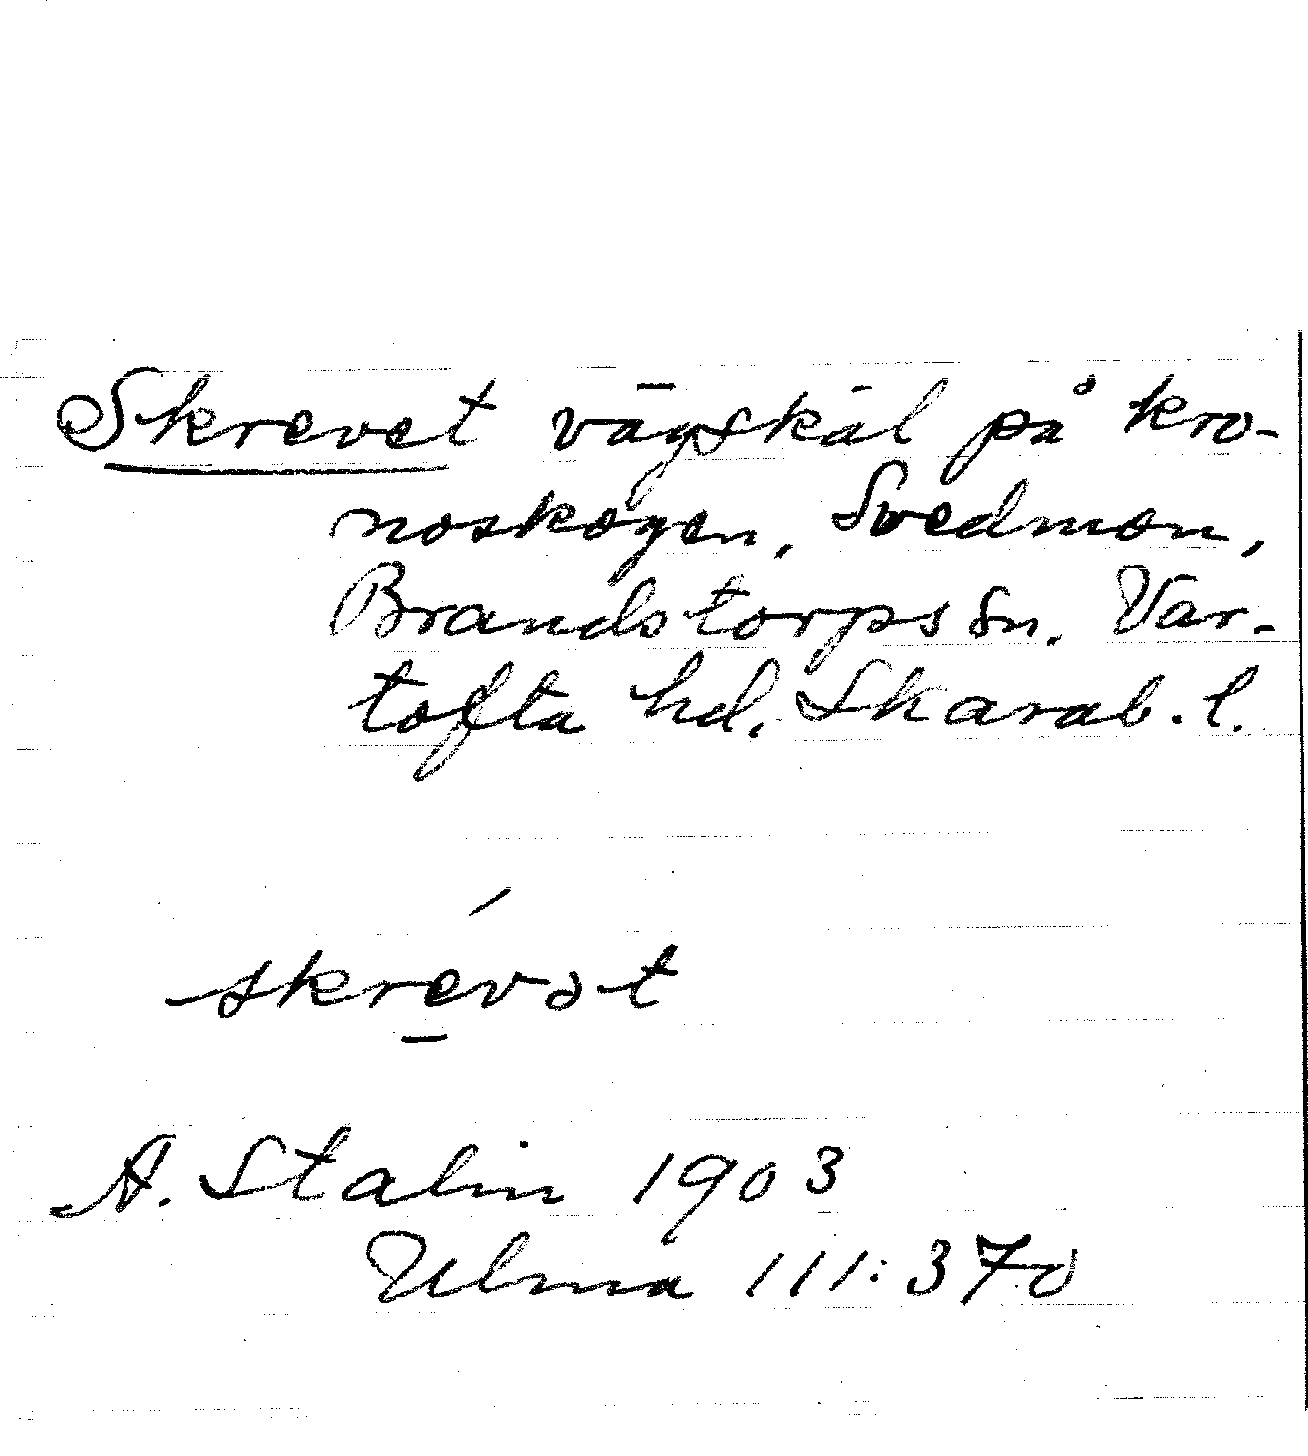 Skrevet vägskäl på kro-
noskogen, Svedmon,
Brandstorps sn. Var-
tofta hd. Skarab. l.
skrévət
A. Stalin 1903
Ulma 111:370